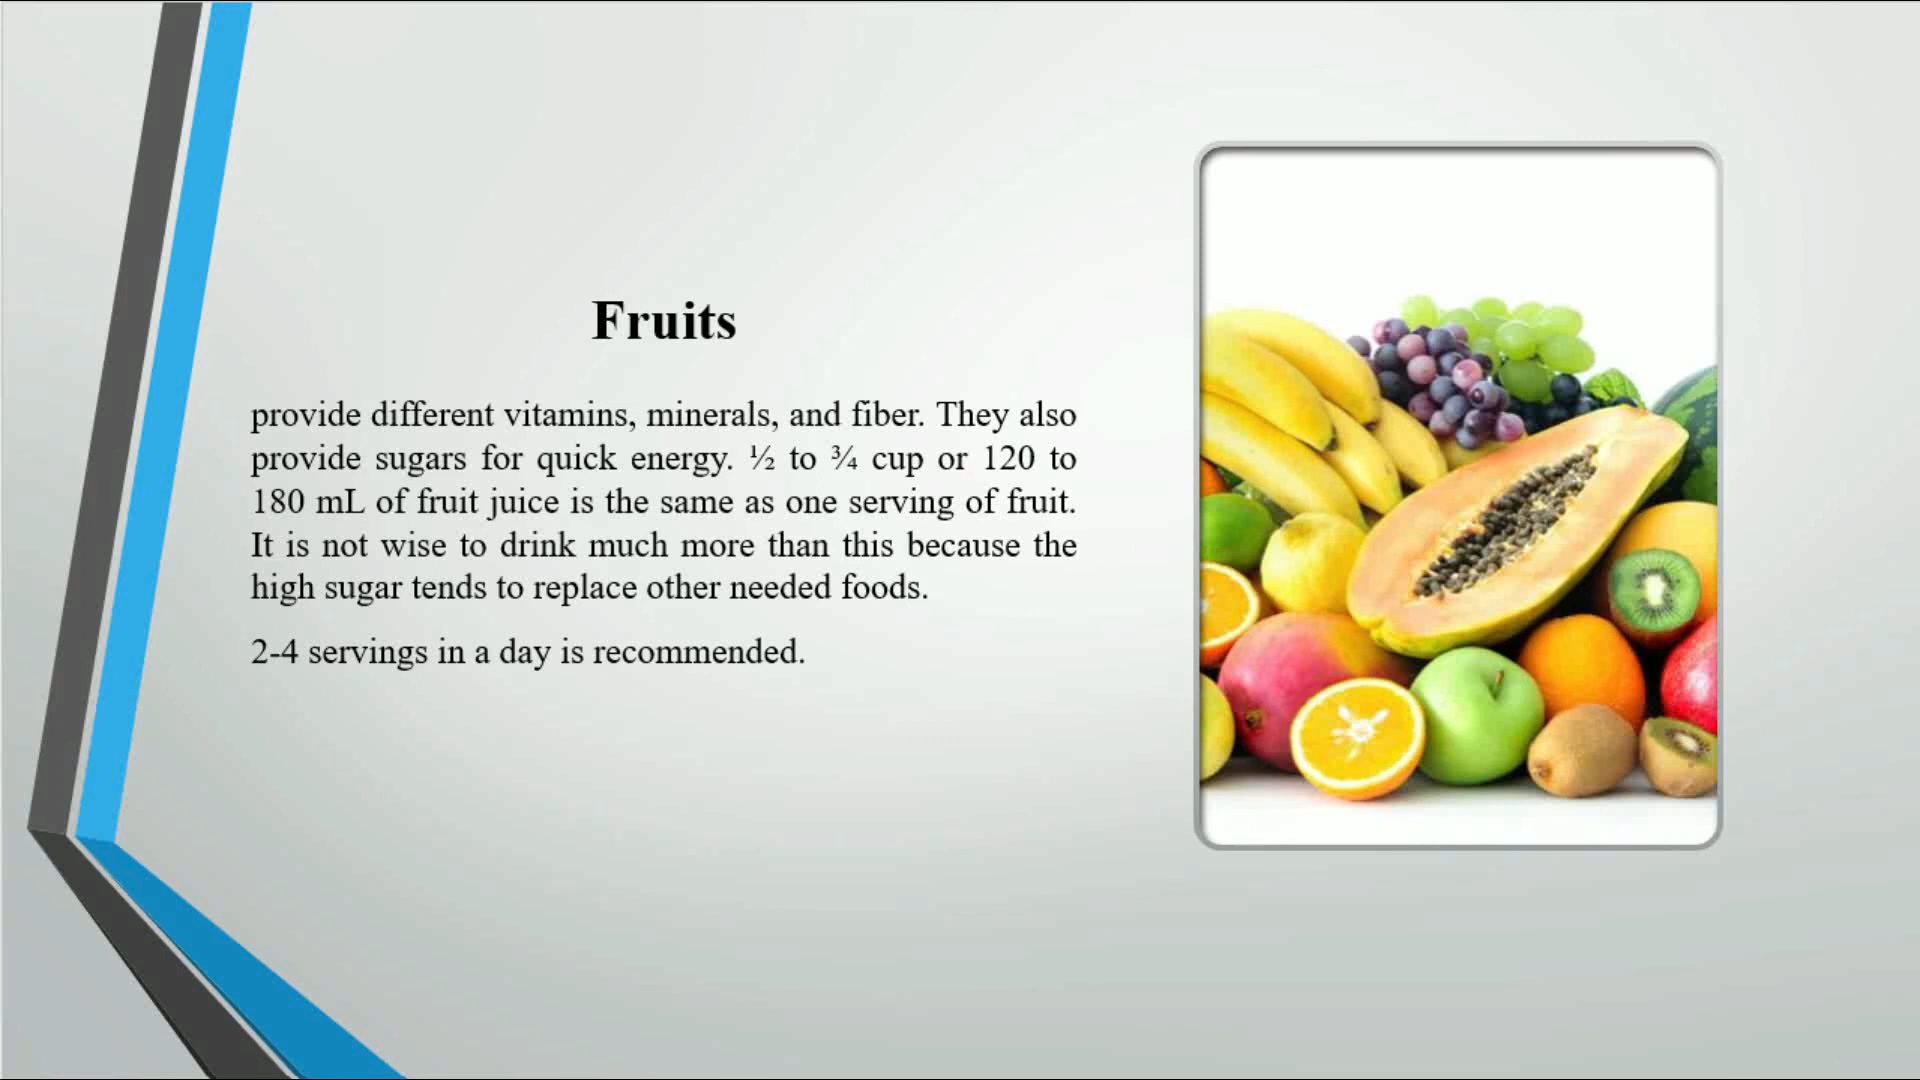 Fruits
provide different vitamins, minerals, and fiber. They also
provide sugars for quick energy. ½ to ¾ cup or 120 to
180 mL of fruit juice is the same as one serving of fruit.
It is not wise to drink much more than this because the
high sugar tends to replace other needed foods.
2-4 servings in a day is recommended.